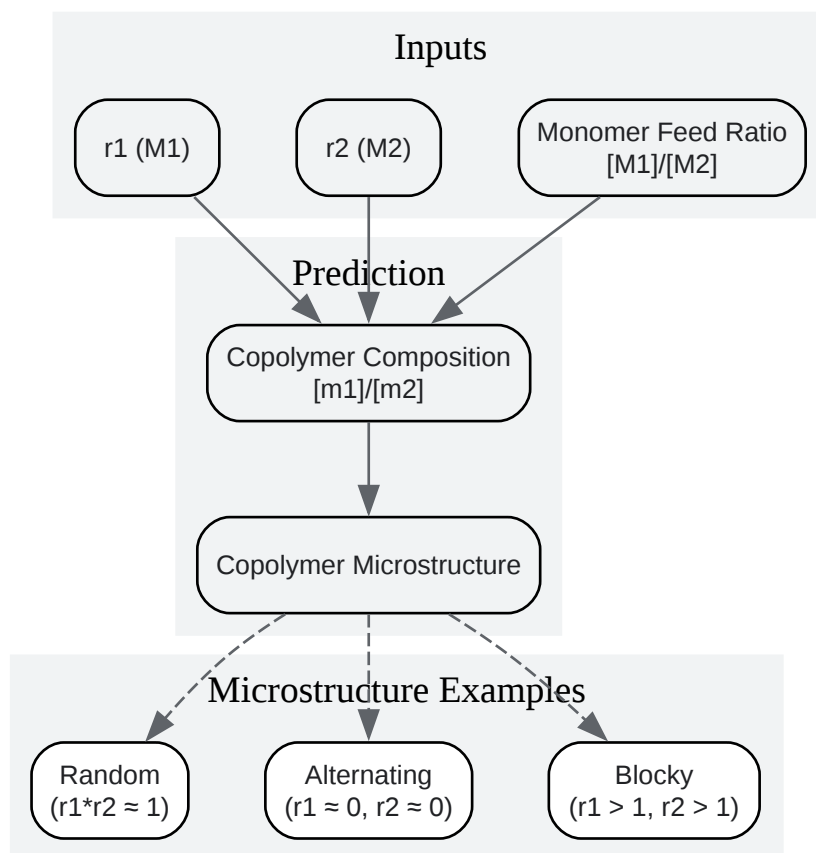 Inputs
r1 (M1)
r2 (M2)
Monomer Feed Ratio
[M1]/[M2]
Prediction
Copolymer Composition
[m1]/[m2]
Copolymer Microstructure
Microstructure Examples
Random
(r1*r2 ≈ 1)
Alternating
(r1 ≈ 0, r2 ≈ 0)
Blocky
(r1 > 1, r2 > 1)